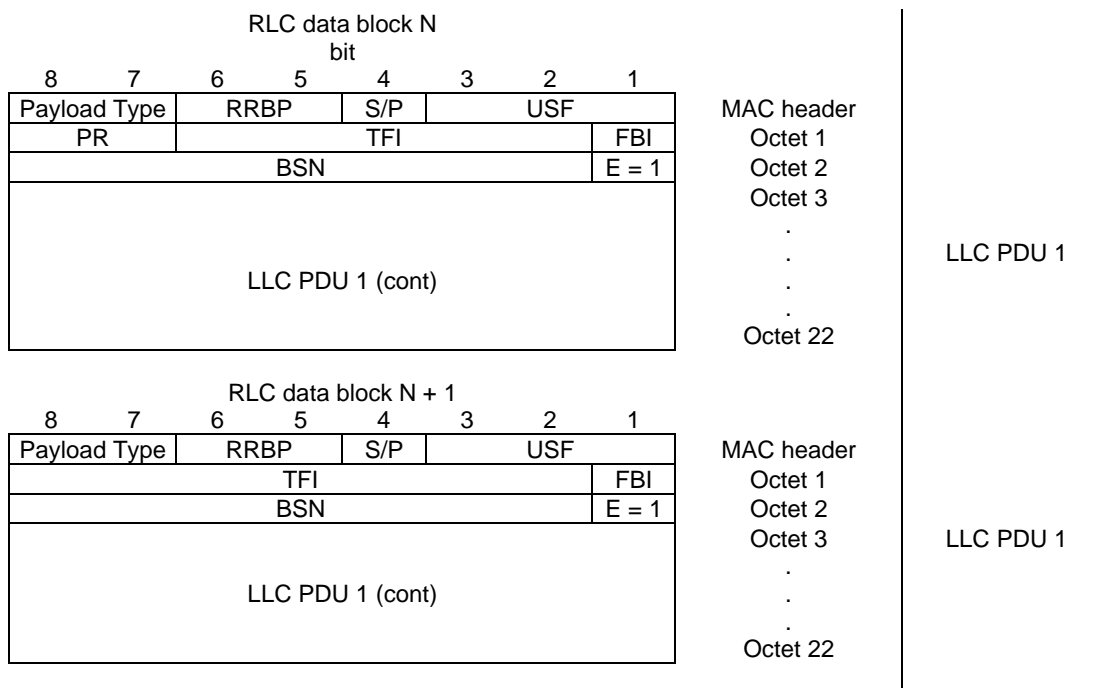 RLC data block N
bit
8 7 6 5 4 3 2 1
Payload Type RRBP S/P USF MAC header
PR TFI FBI Octet 1
BSN E = 1 Octet 2
Octet 3
.
. LLC PDU 1
LLC PDU 1 (cont) .
.
Octet 22
RLC data block N + 1
8 7 6 5 4 3 2 1
Payload Type RRBP S/P USF MAC header
TFI FBI Octet 1
BSN E = 1 Octet 2
Octet 3 LLC PDU 1
.
LLC PDU 1 (cont) .
.
Octet 22